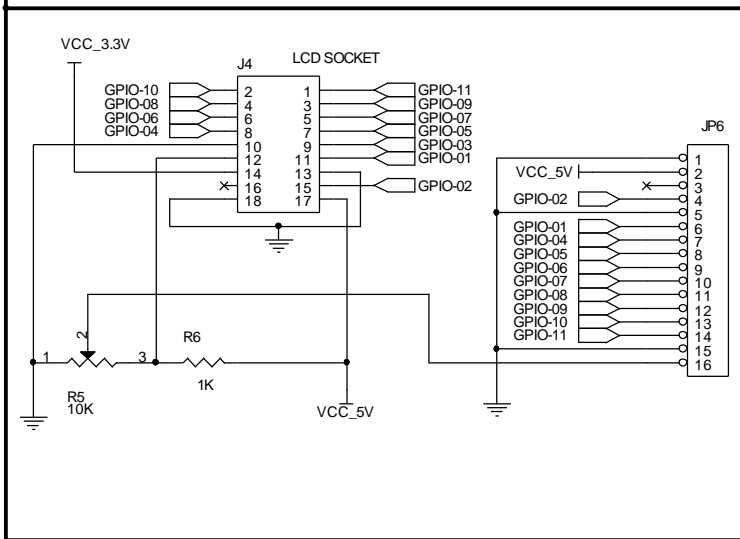 VCC_3.3V
LCD SOCKET
J4
GPIO-10
GPIO-08
GPIO-06
GPIO-04
2
4
6
8
10
12
14
16
18
1
3
5
7
9
11
13
15
17
GPIO-11
GPIO-09
GPIO-07
GPIO-05
GPIO-03
GPIO-01
GPIO-02
JP6
VCC_5V
GPIO-02
GPIO-01
GPIO-04
GPIO-05
GPIO-06
GPIO-07
GPIO-08
GPIO-09
GPIO-10
GPIO-11
1
2
3
4
5
6
7
8
9
10
11
12
13
14
15
16
1
2
3
R5
10K
R6
1K
VCC_5V